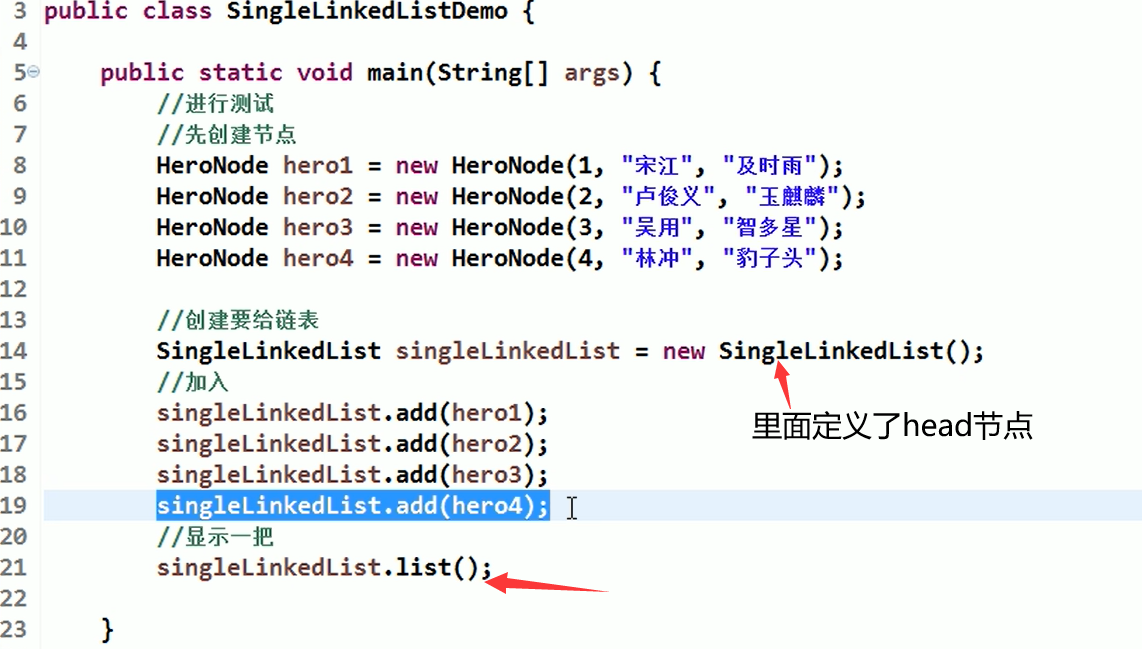 3 public class SingleLinkedListDemo {
4
5 public static void main(String[] args) {
6 //进行测试
7 //先创建节点
8 HeroNode hero1 = new HeroNode(1, "宋江", "及时雨");
9 HeroNode hero2 = new HeroNode(2, "卢俊义", "玉麒麟");
10 HeroNode hero3 = new HeroNode(3, "吴用", "智多星");
11 HeroNode hero4 = new HeroNode(4, "林冲", "豹子头");
12
13 //创建要给链表
14 SingleLinkedList singleLinkedList = new SingleLinkedList();
15 //加入
16 singleLinkedList.add(hero1);
里面定义了head节点
17 singleLinkedList.add(hero2);
18 singleLinkedList.add(hero3);
19 singleLinkedList.add(hero4);
20 //显示一把
21 singleLinkedList.list();
22
23 }